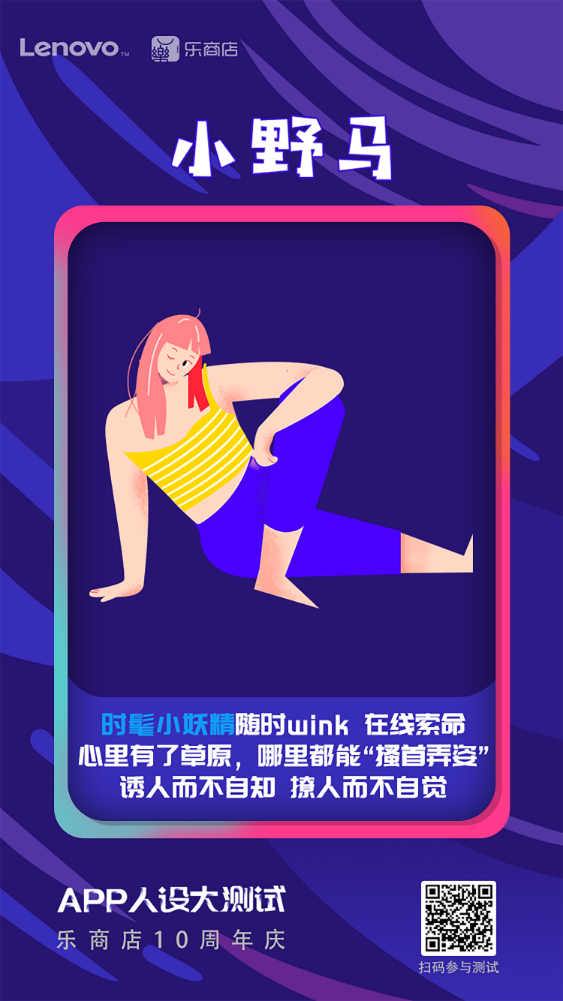 Lenovo™ 乐商店
小野马
时髦小妖精随时wink 在线索命
心里有了草原，哪里都能“搔首弄姿”
诱人而不自知 撩人而不自觉
APP人设大测试
乐商店10周年庆
扫码参与测试